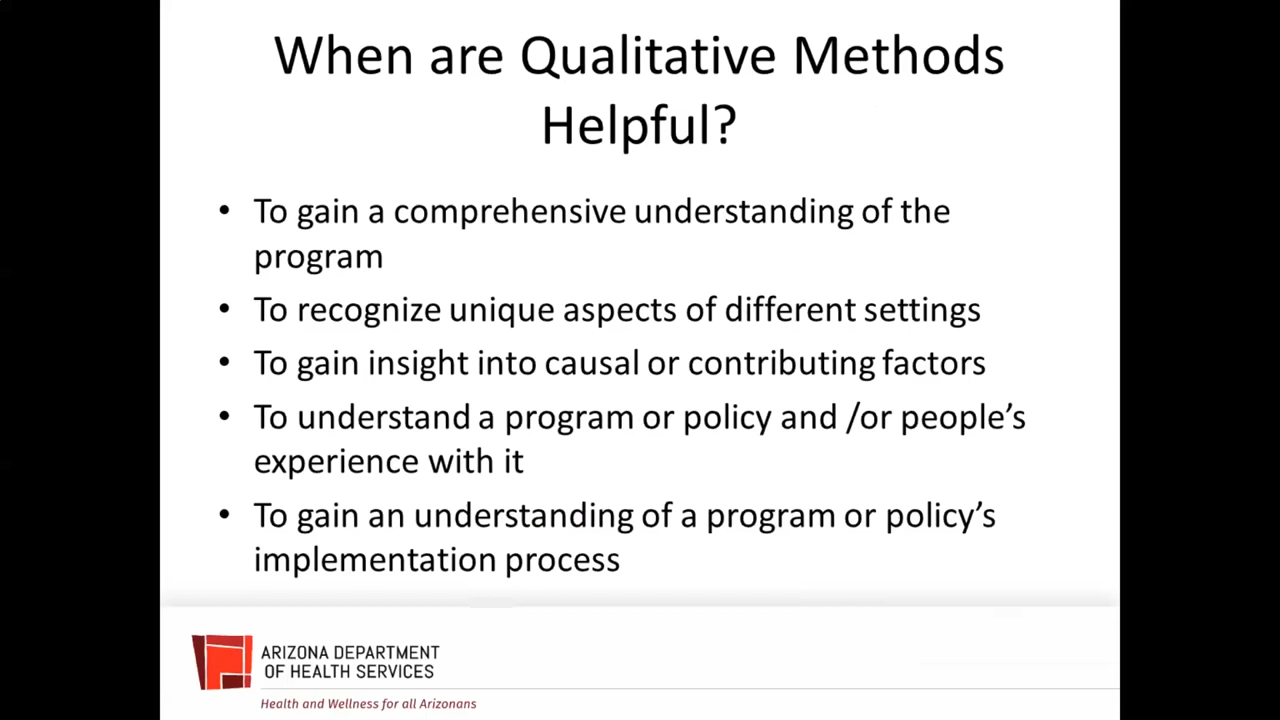 When are Qualitative Methods
Helpful?
• To gain a comprehensive understanding of the
program
• To recognize unique aspects of different settings
• To gain insight into causal or contributing factors
• To understand a program or policy and /or people’s
experience with it
• To gain an understanding of a program or policy’s
implementation process
ARIZONA DEPARTMENT
OF HEALTH SERVICES
Health and Wellness for all Arizonans